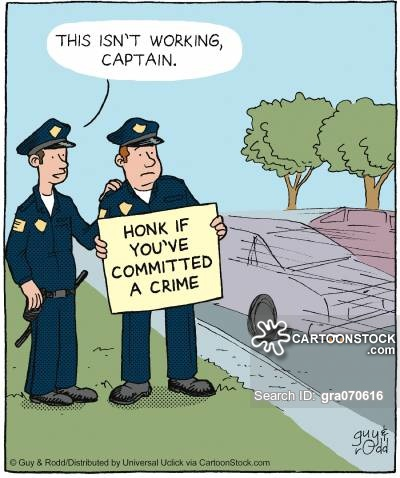 THIS ISN'T WORKING,
CAPTAIN.
HONK IF
YOU'VE
COMMITTED
A CRIME
CARTOONSTOCK
.com
Search ID: gra070616
guy &
rodd
© Guy & Rodd/Distributed by Universal Uclick via CartoonStock.com